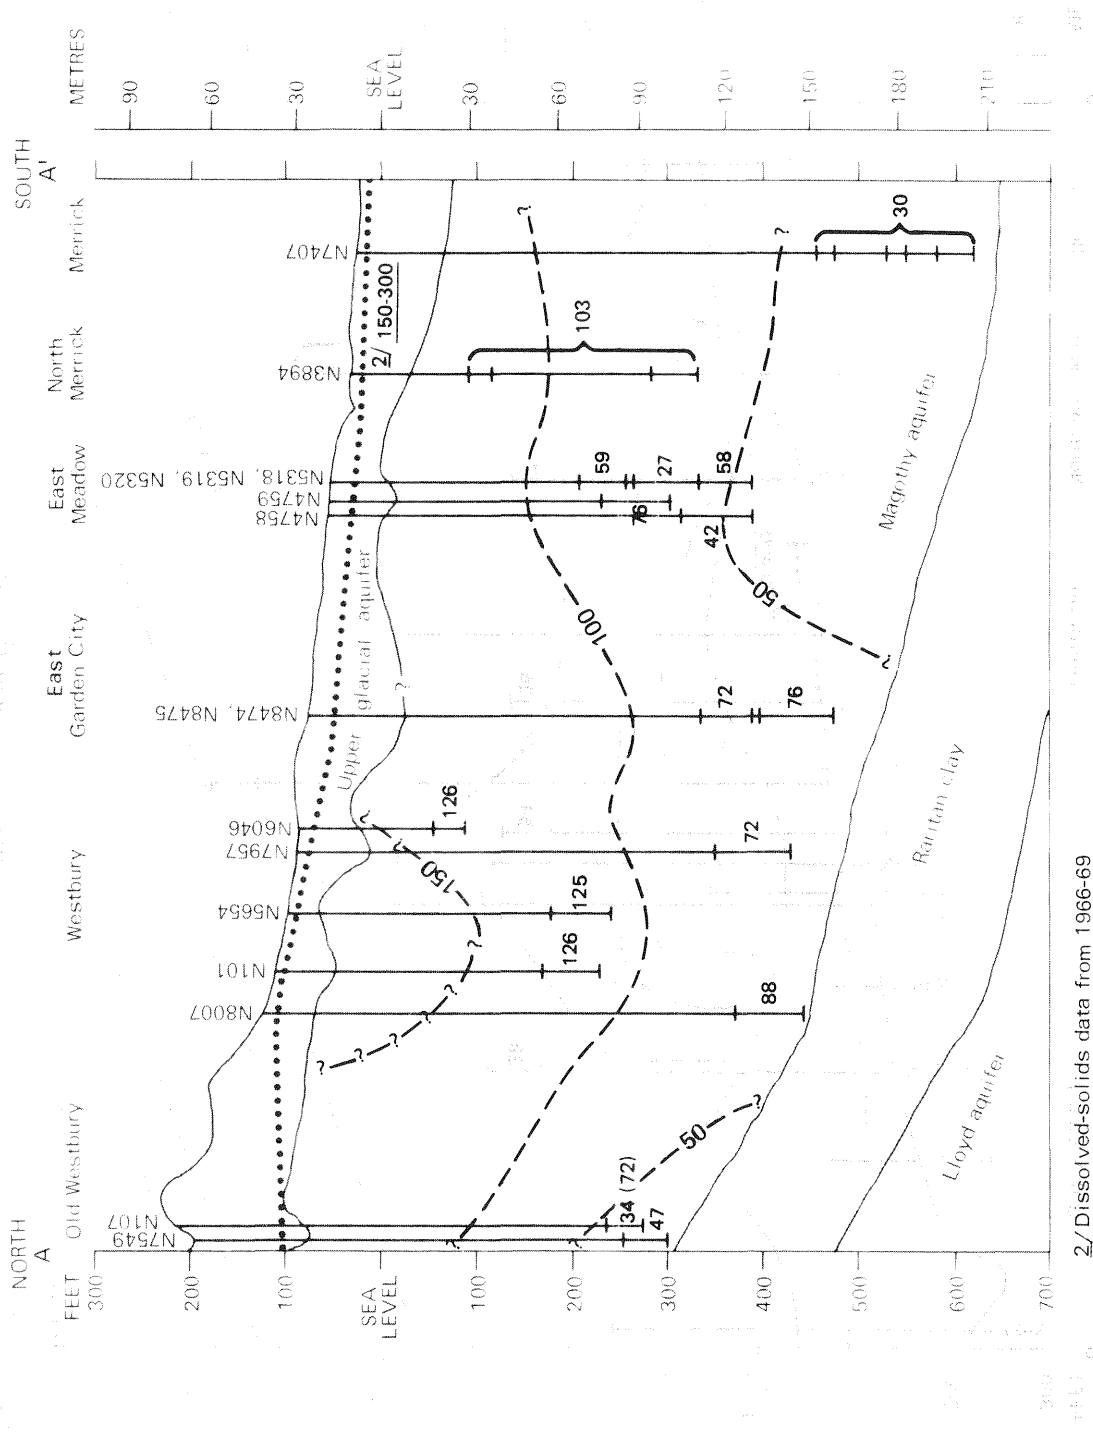 NORTH
A
SOUTH
A'
FEET
Old Westbury
Westbury
East
Garden City
East
Meadow
North
Merrick
Merrick
METRES
N7549
N107
N8007
N101
N5654
N7957
N6046
N8474, N8475
N4758
N4759
N5318, N5319, N5320
N3894
N7407
300
200
100
SEA
LEVEL
100
200
300
400
500
600
700
90
60
30
SEA
LEVEL
30
60
90
120
150
180
210
2/ 150-300
Upper glacial aquifer
?
150
? ? ? ? ? ? ? ?
126
125
126
100
? ?
103
59
27
58
76
42
72
76
72
88
50
? ?
34 (72)
47
50
? ?
30
Magothy aquifer
Raritan clay
Lloyd aquifer
2/ Dissolved-solids data from 1966-69